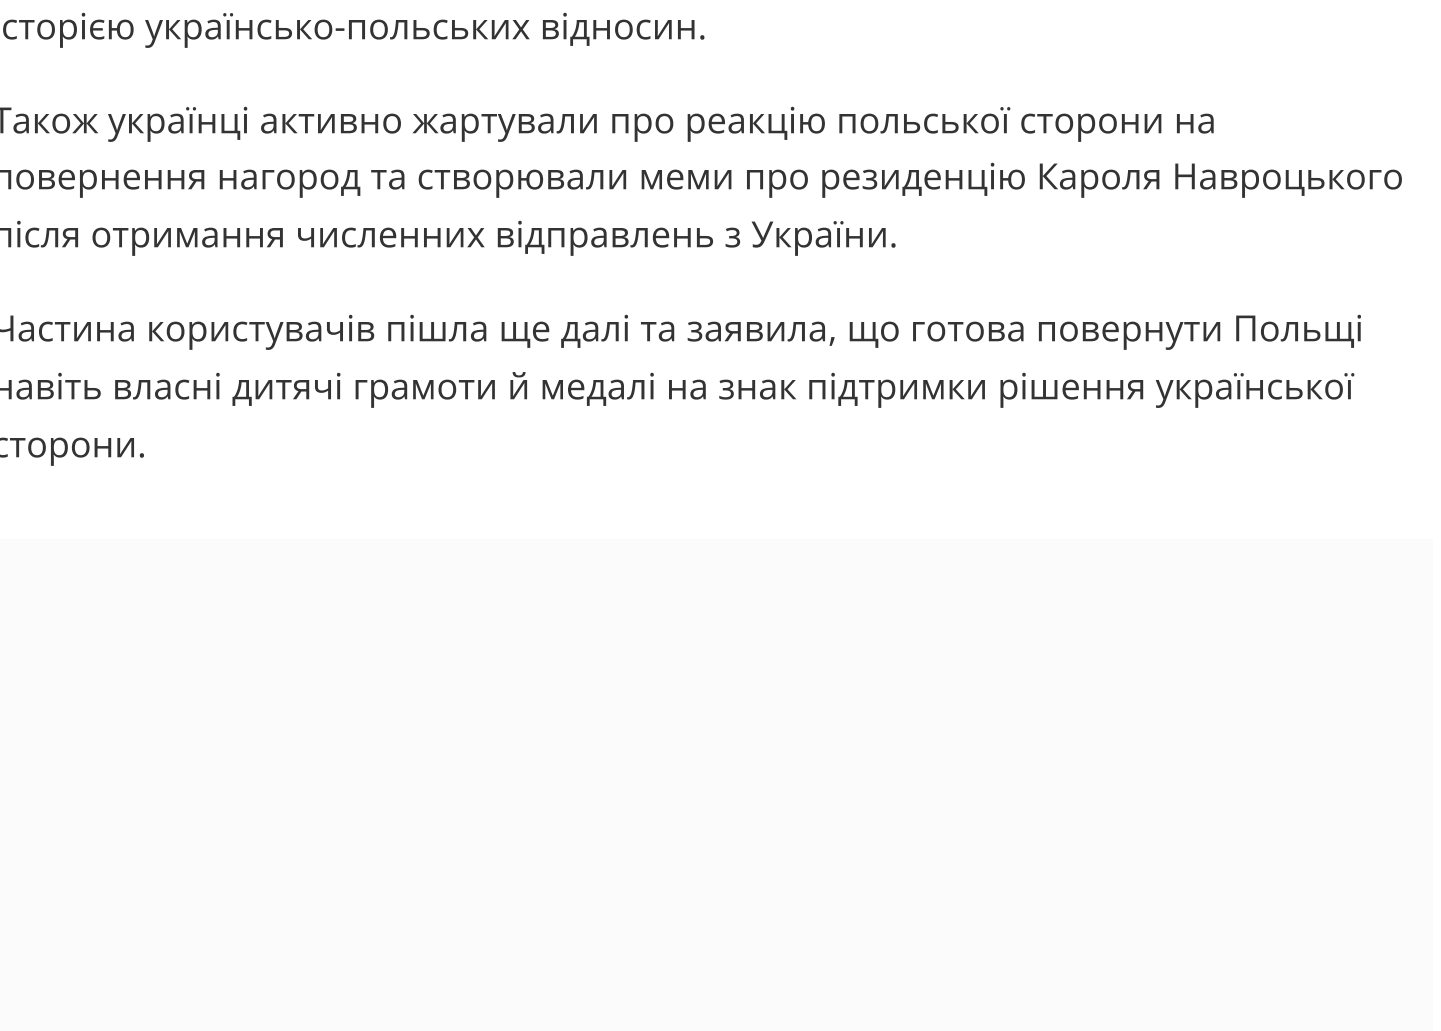 сторією українсько-польських відносин.
Також українці активно жартували про реакцію польської сторони на
повернення нагород та створювали меми про резиденцію Кароля Навроцького
після отримання численних відправлень з України.
Частина користувачів пішла ще далі та заявила, що готова повернути Польщі
навіть власні дитячі грамоти й медалі на знак підтримки рішення української
сторони.